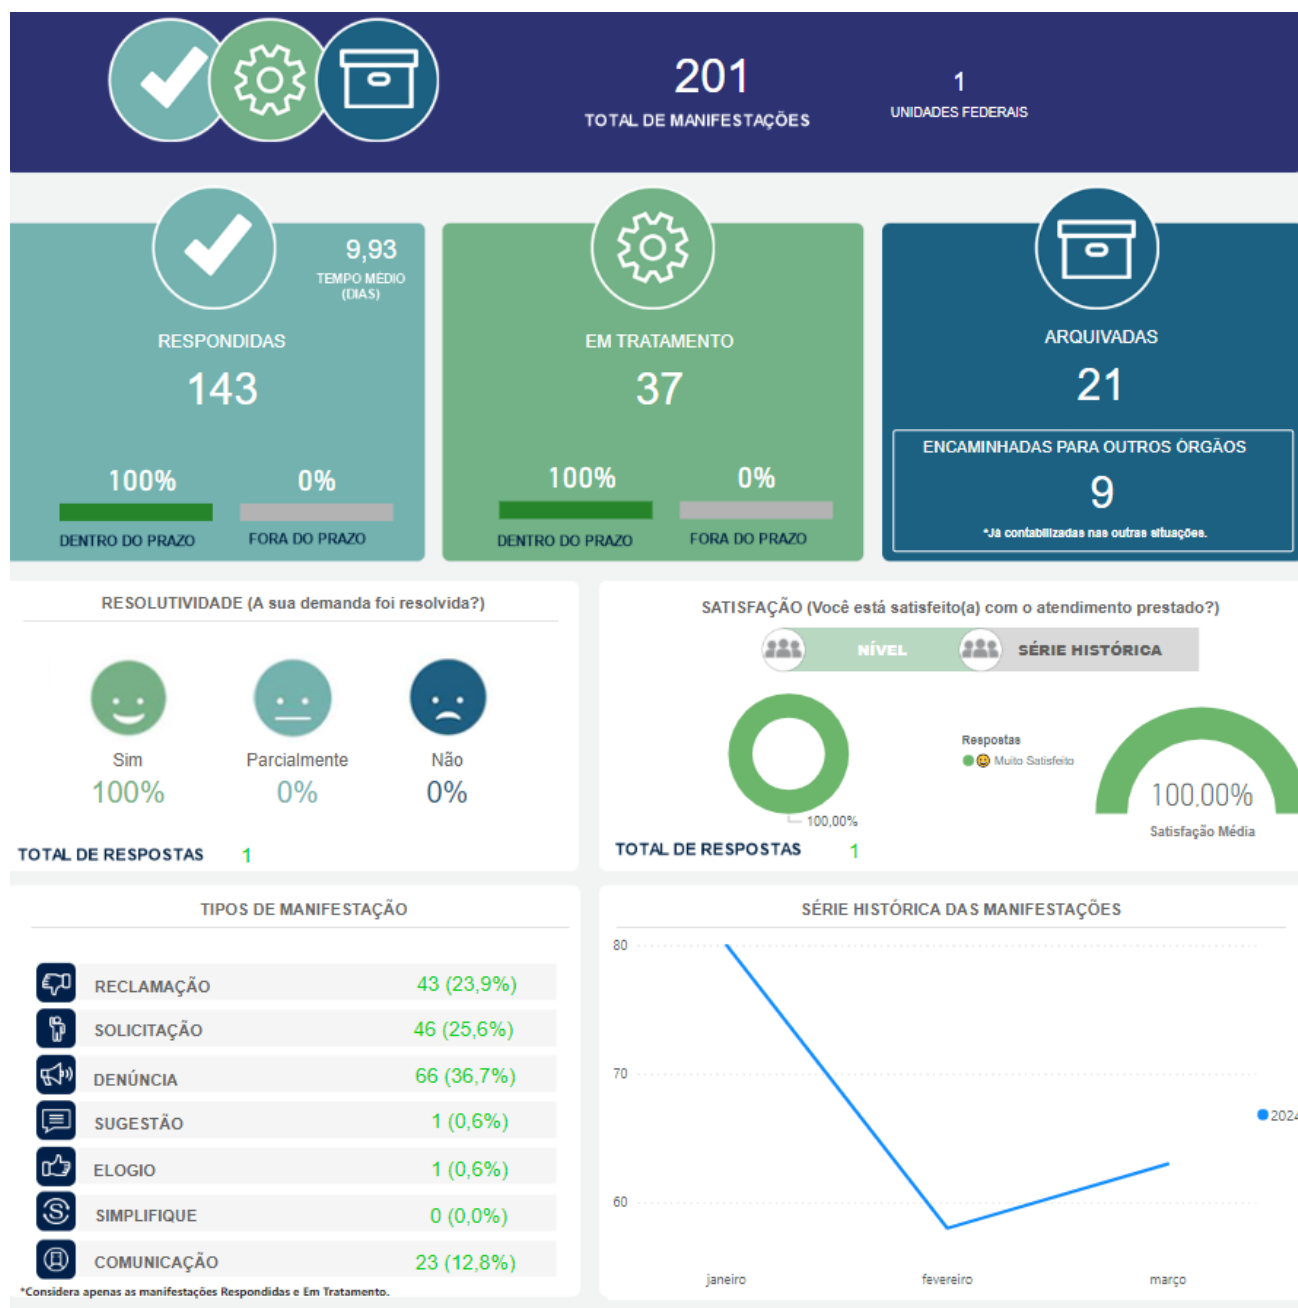 201
TOTAL DE MANIFESTAÇÕES
1
UNIDADES FEDERAIS
9,93
TEMPO MÉDIO
(DIAS)
RESPONDIDAS
143
100%
0%
DENTRO DO PRAZO
FORA DO PRAZO
EM TRATAMENTO
37
100%
0%
DENTRO DO PRAZO
FORA DO PRAZO
ARQUIVADAS
21
ENCAMINHADAS PARA OUTROS ÓRGÃOS
9
*Já contabilizadas nas outras situações.
RESOLUTIVIDADE (A sua demanda foi resolvida?)
Sim
100%
Parcialmente
0%
Não
0%
TOTAL DE RESPOSTAS 1
SATISFAÇÃO (Você está satisfeito(a) com o atendimento prestado?)
NÍVEL
SÉRIE HISTÓRICA
100,00%
Respostas
Muito Satisfeito
100,00%
Satisfação Média
TOTAL DE RESPOSTAS 1
TIPOS DE MANIFESTAÇÃO
RECLAMAÇÃO 43 (23,9%)
SOLICITAÇÃO 46 (25,6%)
DENÚNCIA 66 (36,7%)
SUGESTÃO 1 (0,6%)
ELOGIO 1 (0,6%)
SIMPLIFIQUE 0 (0,0%)
COMUNICAÇÃO 23 (12,8%)
*Considera apenas as manifestações Respondidas e Em Tratamento.
SÉRIE HISTÓRICA DAS MANIFESTAÇÕES
80
70
60
2024
janeiro
fevereiro
março